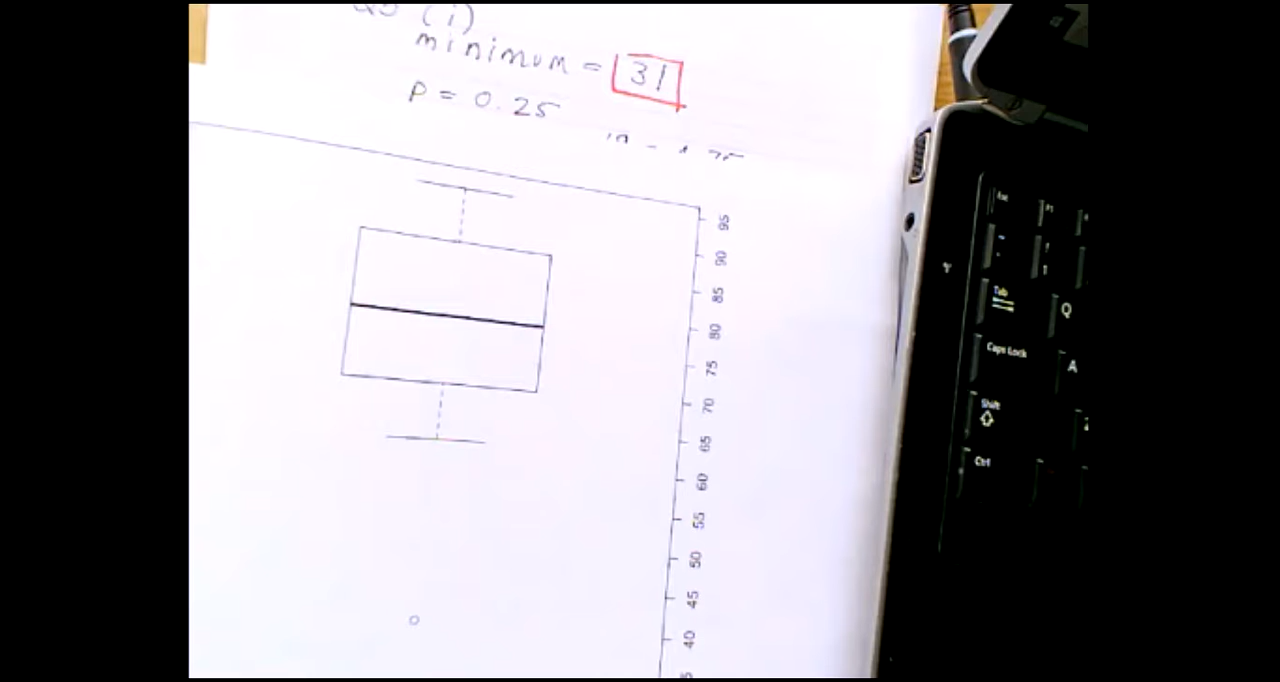 (i)
minimum = 31
P = 0.25
95
90
85
80
75
70
65
60
55
50
45
40
Tab
Q
Caps Lock
A
Shift
Ctrl